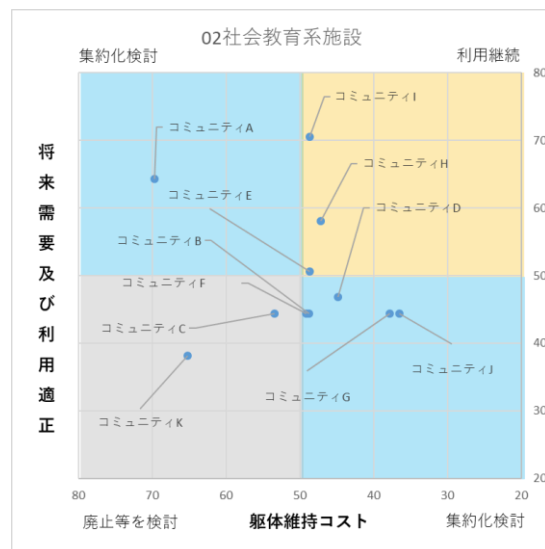 02社会教育系施設
集約化検討
利用継続
80
70
60
50
40
30
20
コミュニティI
コミュニティA
コミュニティH
コミュニティE
コミュニティD
コミュニティB
コミュニティF
コミュニティC
コミュニティJ
コミュニティG
コミュニティK
将来需要及び利用適正
80 70 60 50 40 30 20
廃止等を検討
躯体維持コスト
集約化検討